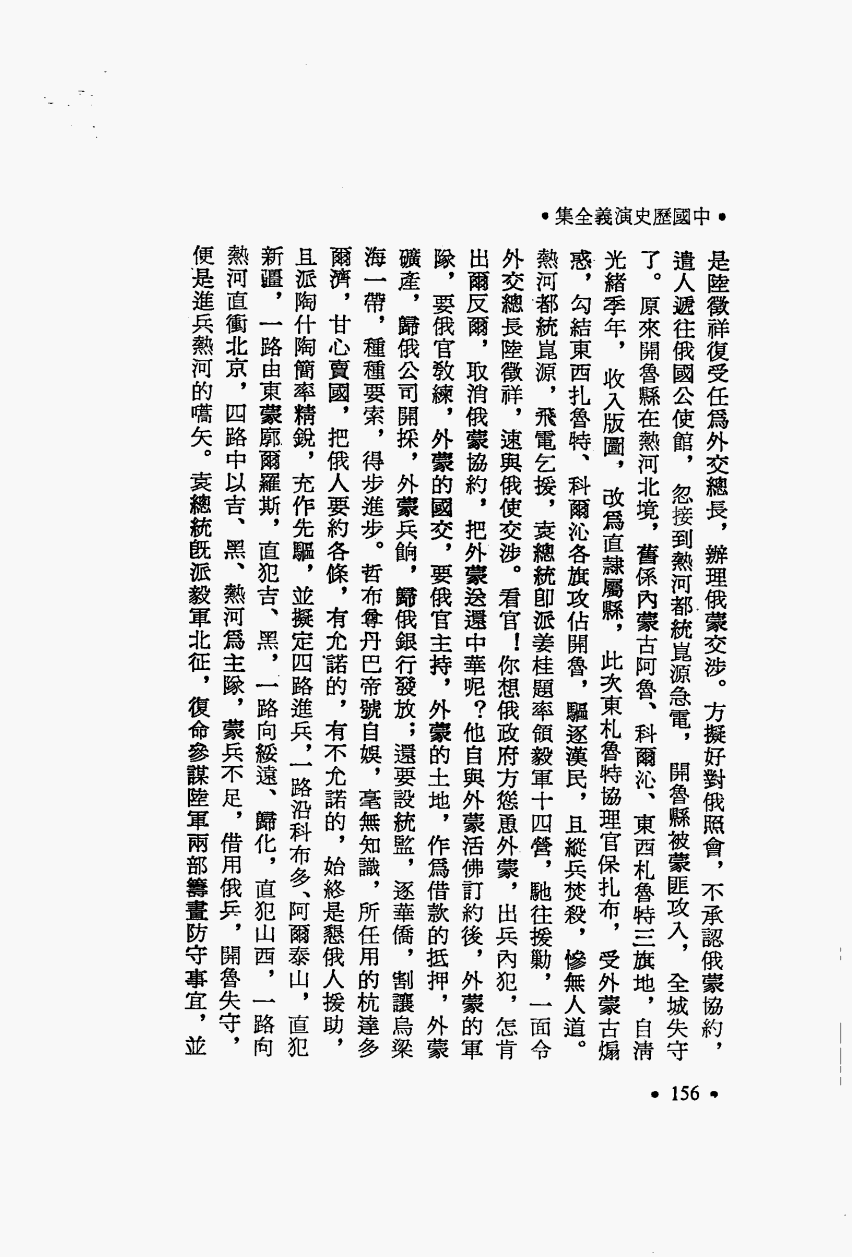 •中國歷史演義全集•
是陸徵祥復受任爲外交總長，辦理俄蒙交涉。方擬好對俄照會，不承認俄蒙協約，
遣人遞往俄國公使館，忽接到熱河都統崑源急電，開魯縣被蒙匪攻入，全城失守
了。原來開魯縣在熱河北境，舊係內蒙古阿魯、科爾沁、東西札魯特三旗地，自清
光緒季年，收入版圖，改爲直隷屬縣，此次東札魯特協理官保扎布，受外蒙古煽
惑，勾結東西扎魯特、科爾沁各旗攻佔開魯，驅逐漢民，且縱兵焚殺，慘無人道。
熱河都統崑源，飛電乞援，袁總統卽派姜桂題率領毅軍十四營，馳往援勦，一面令
外交總長陸徵祥，速與俄使交涉。看官！你想俄政府方慫恿外蒙，出兵內犯，怎肯
出爾反爾，取消俄蒙協約，把外蒙送還中華呢？他自與外蒙活佛訂約後，外蒙的軍
隊，要俄官教練，外蒙的國交，要俄官主持，外蒙的土地，作爲借款的抵押，外蒙
礦產，歸俄公司開採，外蒙兵餉，歸俄銀行發放；還要設統監，逐華僑，割讓烏梁
海一帶，種種要索，得步進步。哲布尊丹巴帝號自娛，毫無知識，所任用的杭達多
爾濟，甘心賣國，把俄人要約各條，有允諾的，有不允諾的，始終是懇俄人援助，
且派陶什陶簡率精銳，充作先驅，並擬定四路進兵，一路沿科布多、阿爾泰山，直犯
新疆，一路由東蒙廓爾羅斯，直犯吉、黑，一路向綏遠、歸化，直犯山西，一路向
熱河直衝北京，四路中以吉、黑、熱河爲主隊，蒙兵不足，借用俄兵，開魯失守，
便是進兵熱河的嚆矢。袁總統旣派毅軍北征，復命參謀陸軍兩部籌畫防守事宜，並
•156•